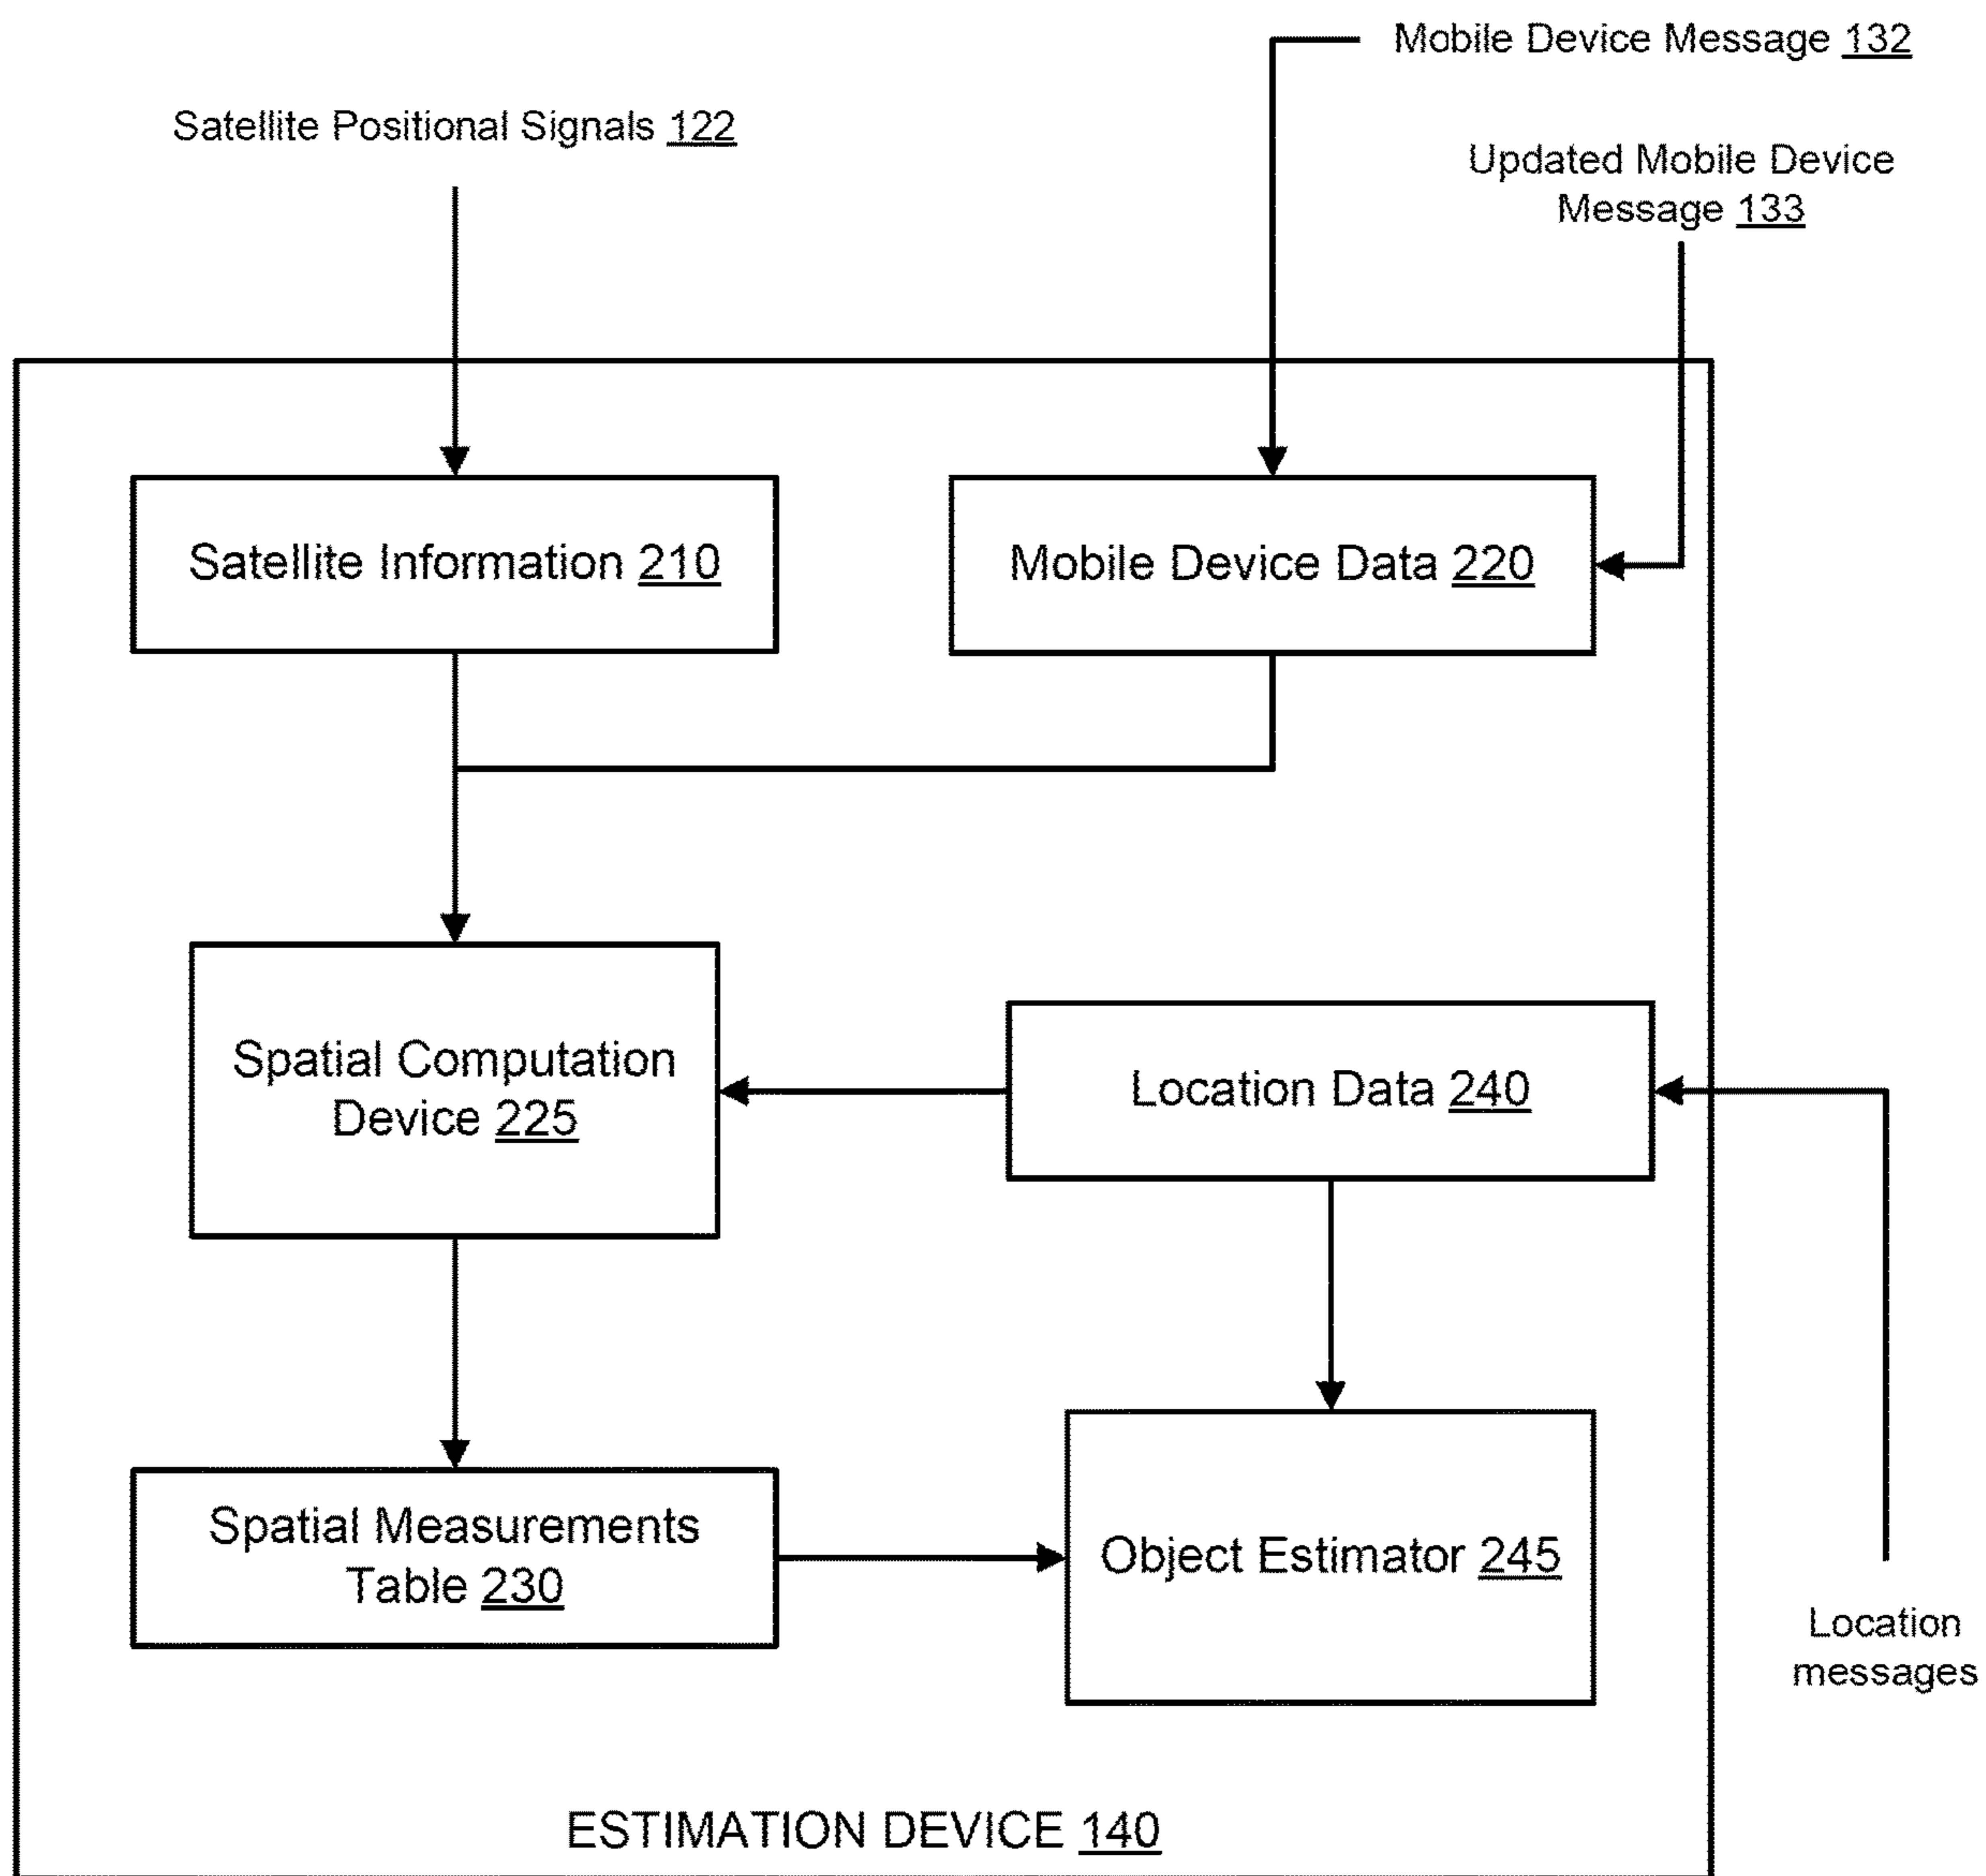 Mobile Device Message 132
Satellite Positional Signals 122
Updated Mobile Device
Message 133
Satellite Information 210
Mobile Device Data 220
Spatial Computation
Device 225
Location Data 240
Spatial Measurements
Table 230
Object Estimator 245
Location
messages
ESTIMATION DEVICE 140